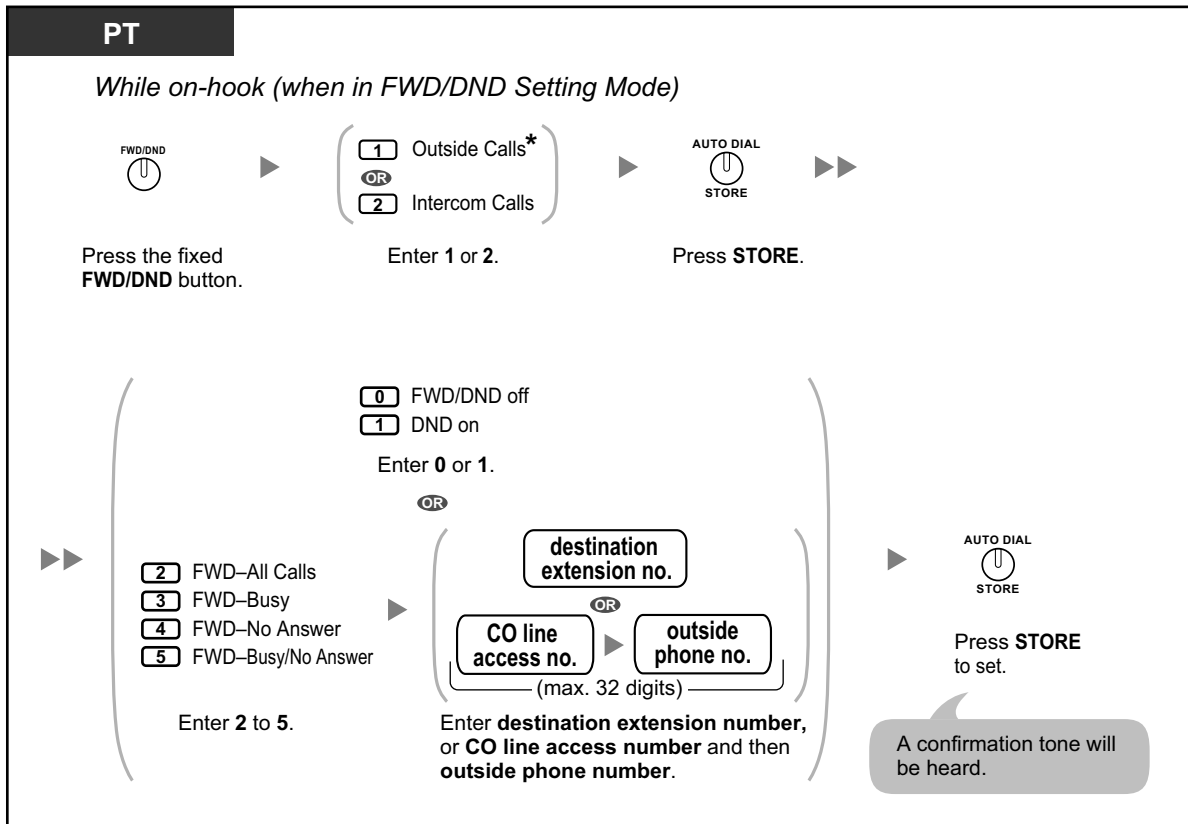 PT
While on-hook (when in FWD/DND Setting Mode)
FWD/DND
Press the fixed
FWD/DND button.
1 Outside Calls*
OR
2 Intercom Calls
Enter 1 or 2.
AUTO DIAL
STORE
Press STORE.
0 FWD/DND off
1 DND on
Enter 0 or 1.
OR
2 FWD–All Calls
3 FWD–Busy
4 FWD–No Answer
5 FWD–Busy/No Answer
Enter 2 to 5.
destination
extension no.
OR
CO line
access no.
outside
phone no.
(max. 32 digits)
Enter destination extension number,
or CO line access number and then
outside phone number.
AUTO DIAL
STORE
Press STORE
to set.
A confirmation tone will
be heard.